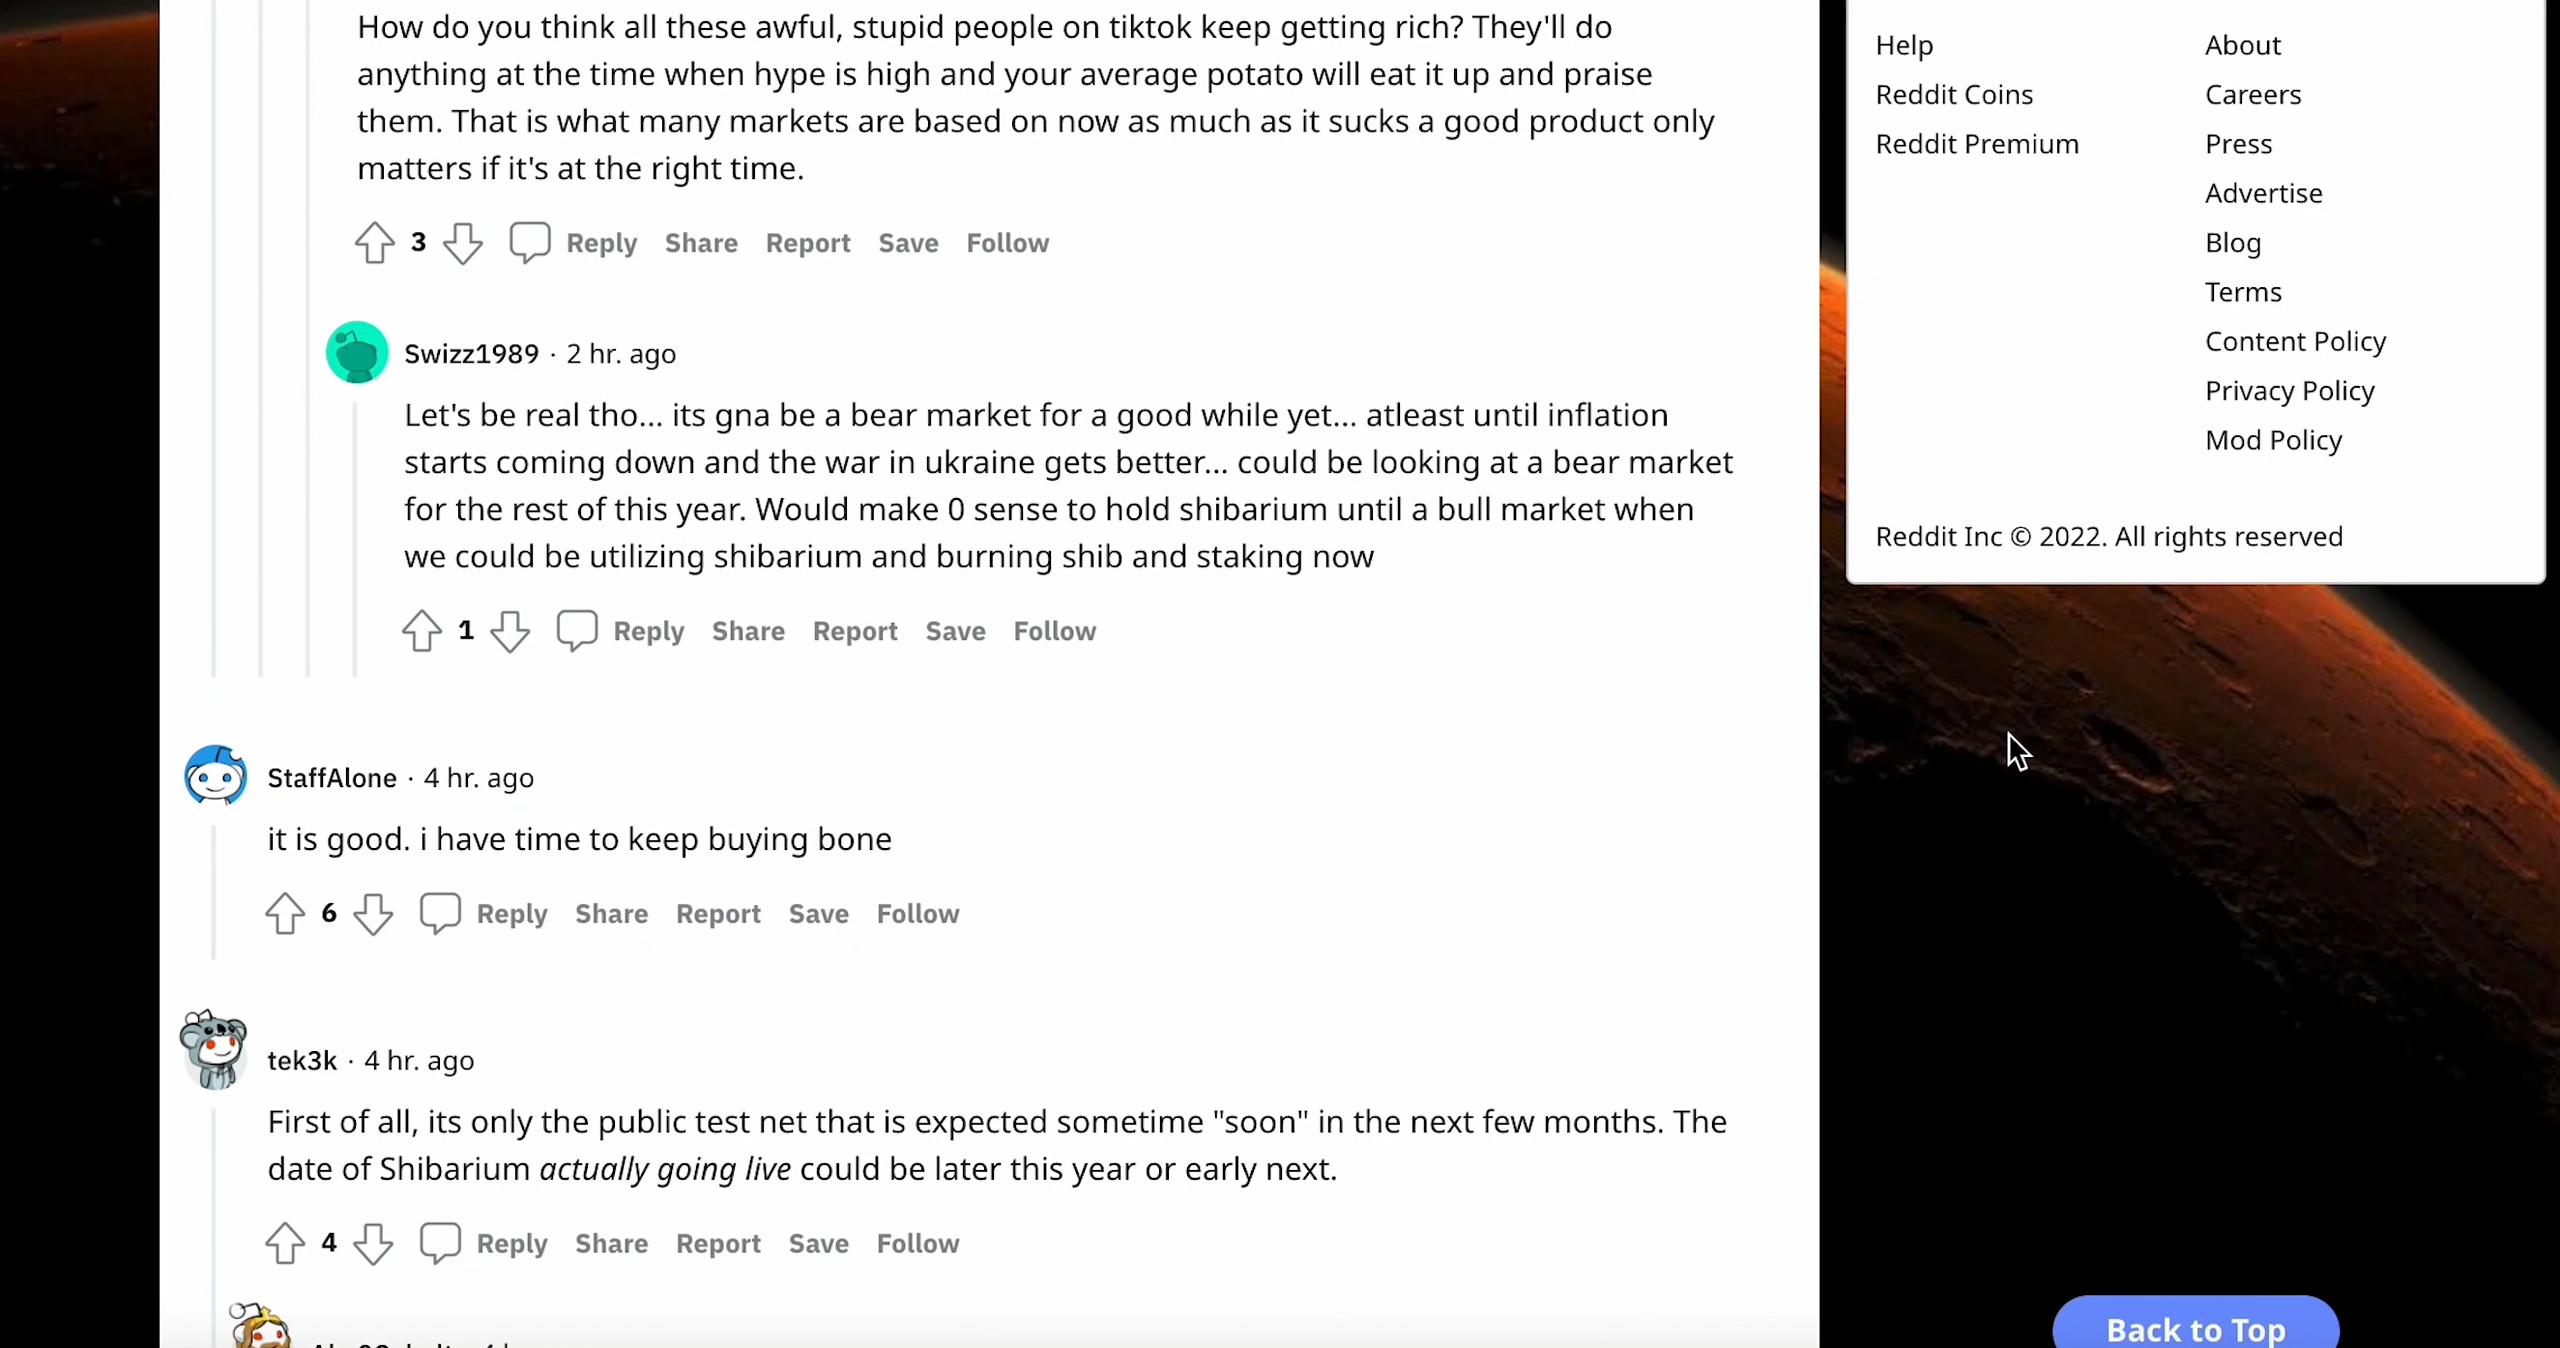 How do you think all these awful, stupid people on tiktok keep getting rich? They'll do
anything at the time when hype is high and your average potato will eat it up and praise
them. That is what many markets are based on now as much as it sucks a good product only
matters if it's at the right time.
3 Reply Share Report Save Follow
Swizz1989 · 2 hr. ago
Let's be real tho... its gna be a bear market for a good while yet... atleast until inflation
starts coming down and the war in ukraine gets better... could be looking at a bear market
for the rest of this year. Would make 0 sense to hold shibarium until a bull market when
we could be utilizing shibarium and burning shib and staking now
1 Reply Share Report Save Follow
StaffAlone · 4 hr. ago
it is good. i have time to keep buying bone
6 Reply Share Report Save Follow
tek3k · 4 hr. ago
First of all, its only the public test net that is expected sometime "soon" in the next few months. The
date of Shibarium actually going live could be later this year or early next.
4 Reply Share Report Save Follow
Help
Reddit Coins
Reddit Premium
About
Careers
Press
Advertise
Blog
Terms
Content Policy
Privacy Policy
Mod Policy
Reddit Inc © 2022. All rights reserved
Back to Top